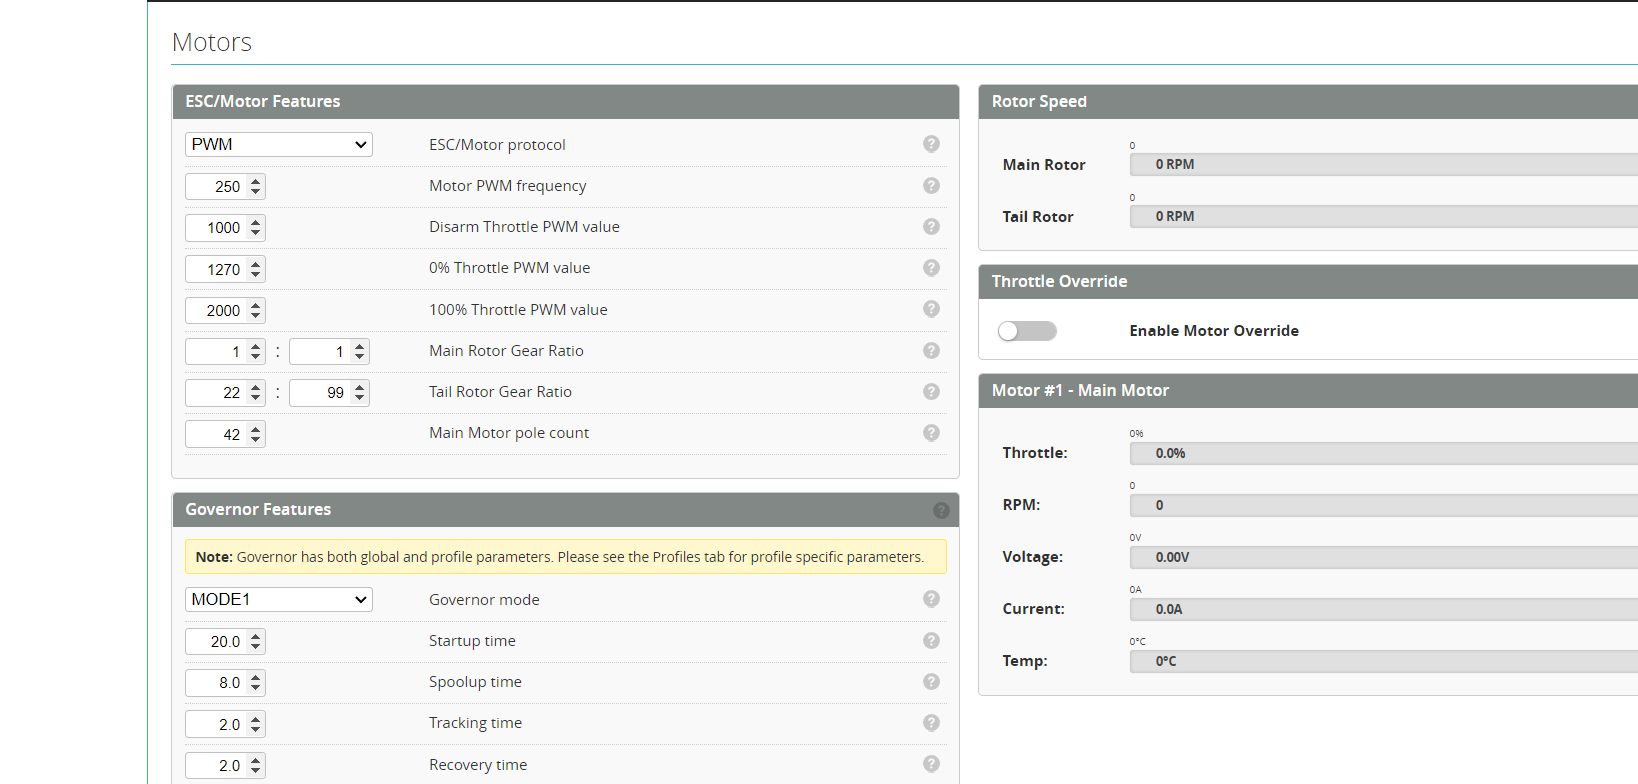 Motors
ESC/Motor Features
PWM ESC/Motor protocol ?
250 Motor PWM frequency ?
1000 Disarm Throttle PWM value ?
1270 0% Throttle PWM value ?
2000 100% Throttle PWM value ?
1 : 1 Main Rotor Gear Ratio ?
22 : 99 Tail Rotor Gear Ratio ?
42 Main Motor pole count ?
Governor Features ?
Note: Governor has both global and profile parameters. Please see the Profiles tab for profile specific parameters.
MODE1 Governor mode ?
20.0 Startup time ?
8.0 Spoolup time ?
2.0 Tracking time ?
2.0 Recovery time ?
Rotor Speed
0
Main Rotor 0 RPM
0
Tail Rotor 0 RPM
Throttle Override
Enable Motor Override
Motor #1 - Main Motor
0%
Throttle: 0.0%
0
RPM: 0
0V
Voltage: 0.00V
0A
Current: 0.0A
0°C
Temp: 0°C